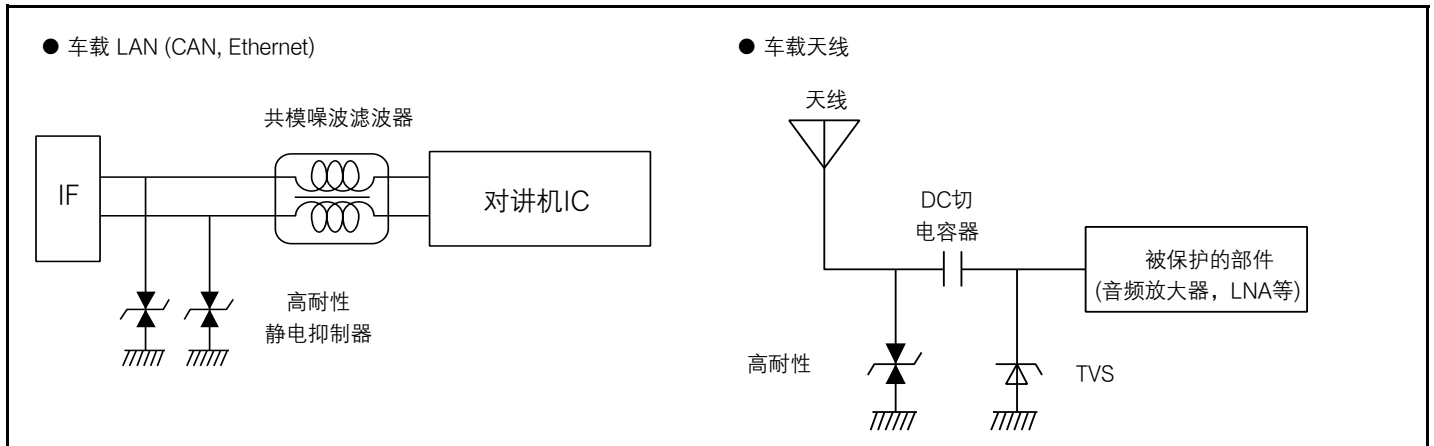 ● 车载 LAN (CAN, Ethernet)
共模噪波滤波器
IF
对讲机IC
高耐性
静电抑制器
● 车载天线
天线
DC切
电容器
被保护的部件
(音频放大器，LNA等)
高耐性
TVS